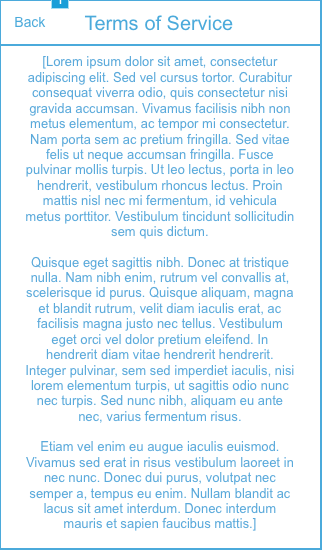 Back
Terms of Service
[Lorem ipsum dolor sit amet, consectetur
adipiscing elit. Sed vel cursus tortor. Curabitur
consequat viverra odio, quis consectetur nisi
gravida accumsan. Vivamus facilisis nibh non
metus elementum, ac tempor mi consectetur.
Nam porta sem ac pretium fringilla. Sed vitae
felis ut neque accumsan fringilla. Fusce
pulvinar mollis turpis. Ut leo lectus, porta in leo
hendrerit, vestibulum rhoncus lectus. Proin
mattis nisl nec mi fermentum, id vehicula
metus porttitor. Vestibulum tincidunt sollicitudin
sem quis dictum.
Quisque eget sagittis nibh. Donec at tristique
nulla. Nam nibh enim, rutrum vel convallis at,
scelerisque id purus. Quisque aliquam, magna
et blandit rutrum, velit diam iaculis erat, ac
facilisis magna justo nec tellus. Vestibulum
eget orci vel dolor pretium eleifend. In
hendrerit diam vitae hendrerit hendrerit.
Integer pulvinar, sem sed imperdiet iaculis, nisi
lorem elementum turpis, ut sagittis odio nunc
nec turpis. Sed nunc nibh, aliquam eu ante
nec, varius fermentum risus.
Etiam vel enim eu augue iaculis euismod.
Vivamus sed erat in risus vestibulum laoreet in
nec nunc. Donec dui purus, volutpat nec
semper a, tempus eu enim. Nullam blandit ac
lacus sit amet interdum. Donec interdum
mauris et sapien faucibus mattis.]